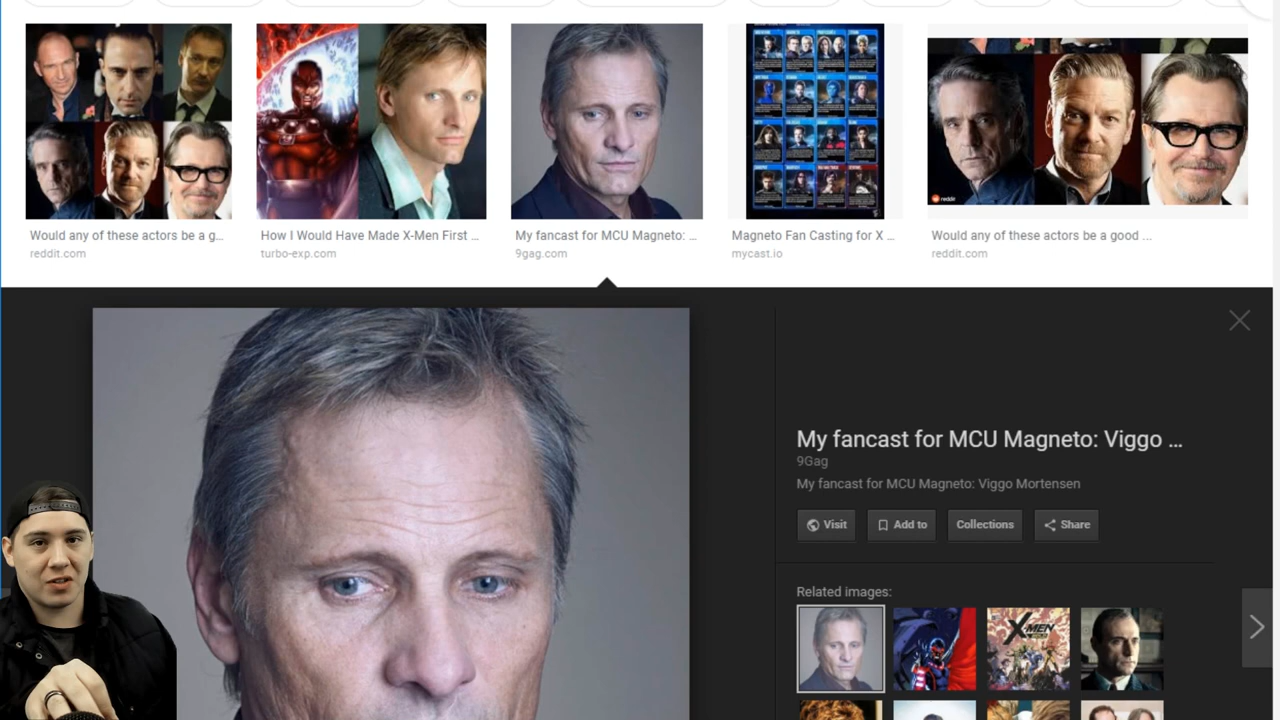 Would any of these actors be a g...
reddit.com
How I Would Have Made X-Men First ...
turbo-exp.com
My fancast for MCU Magneto: ...
9gag.com
Magneto Fan Casting for X ...
mycast.io
reddit
Would any of these actors be a good ...
reddit.com
My fancast for MCU Magneto: Viggo ...
9Gag
My fancast for MCU Magneto: Viggo Mortensen
Visit
Add to
Collections
Share
Related images:
X-MEN